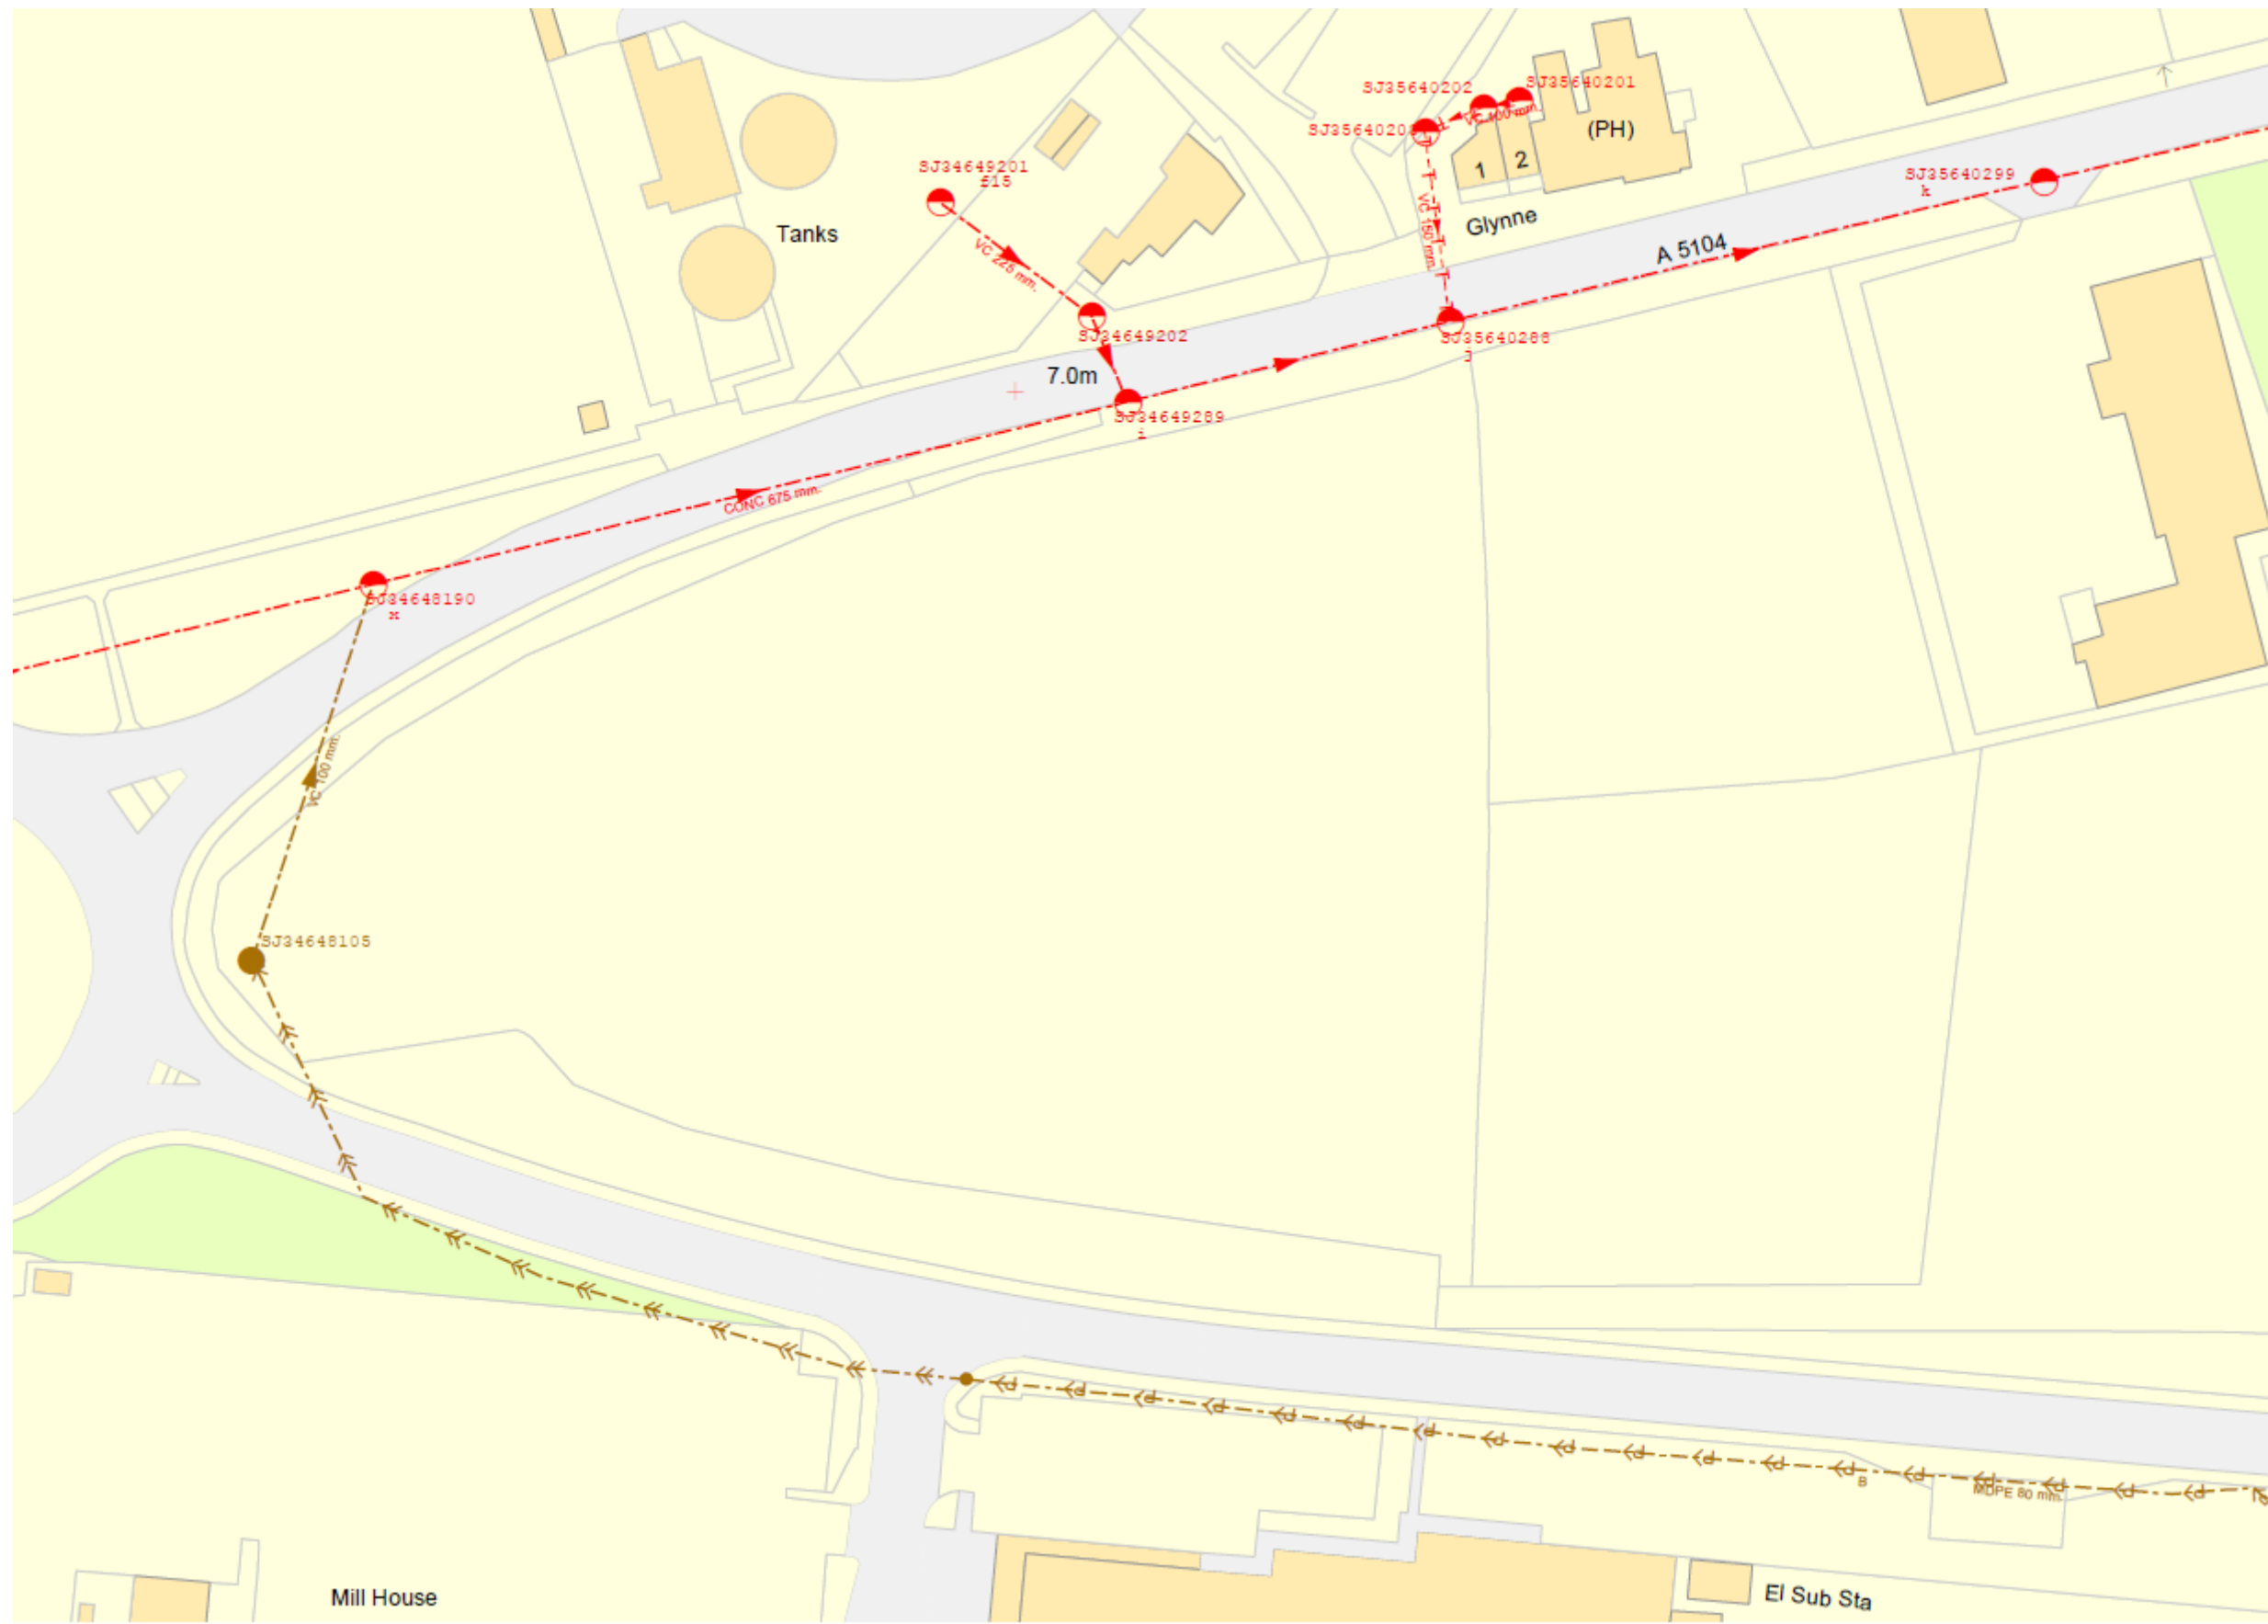 SJ35640202
SJ35640201
VC 100 mm.
(PH)
SJ3564020
1
2
SJ34649201
f15
SJ35640299
k
Tanks
VC 225 mm.
VC 150 mm.
Glynne
A 5104
SJ34649202
SJ35640288
j
7.0m
SJ34649289
i
CONC 675 mm.
SJ34648190
x
VC 100 mm.
SJ34648105
B
MDPE 80 mm.
Mill House
El Sub Sta